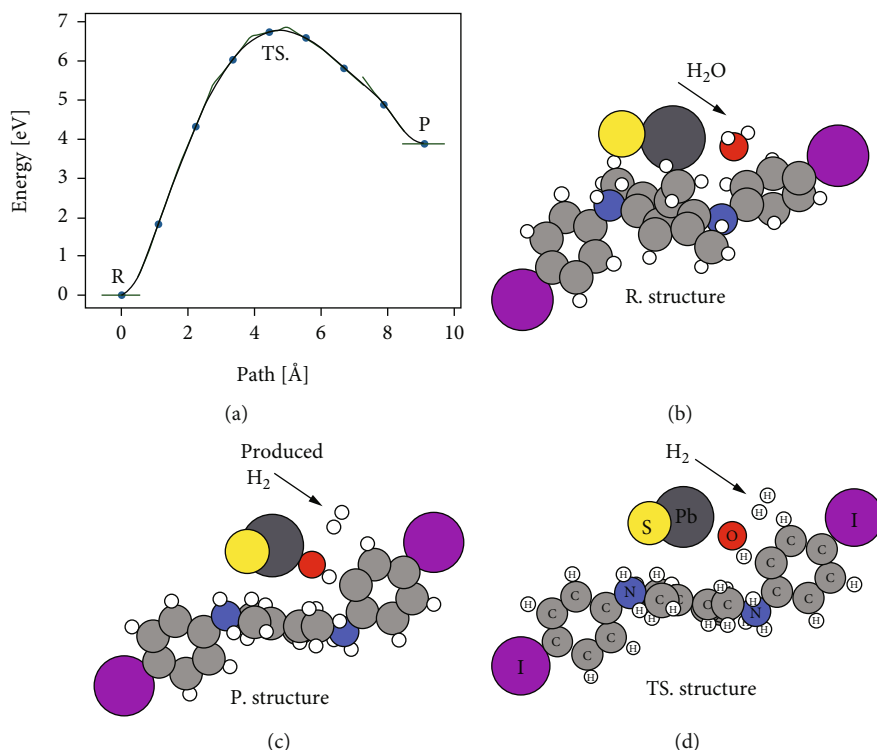 7
6
5
4
3
2
1
0
Energy [eV]
R
TS.
P
0 2 4 6 8 10
Path [Å]
(a)
H₂O
R. structure
(b)
Produced
H₂
P. structure
(c)
H₂
S Pb O H H H H I
C C C C C C
H H H H N C C C C C N H H H H H H H H
C C C C C C H H H
I
TS. structure
(d)